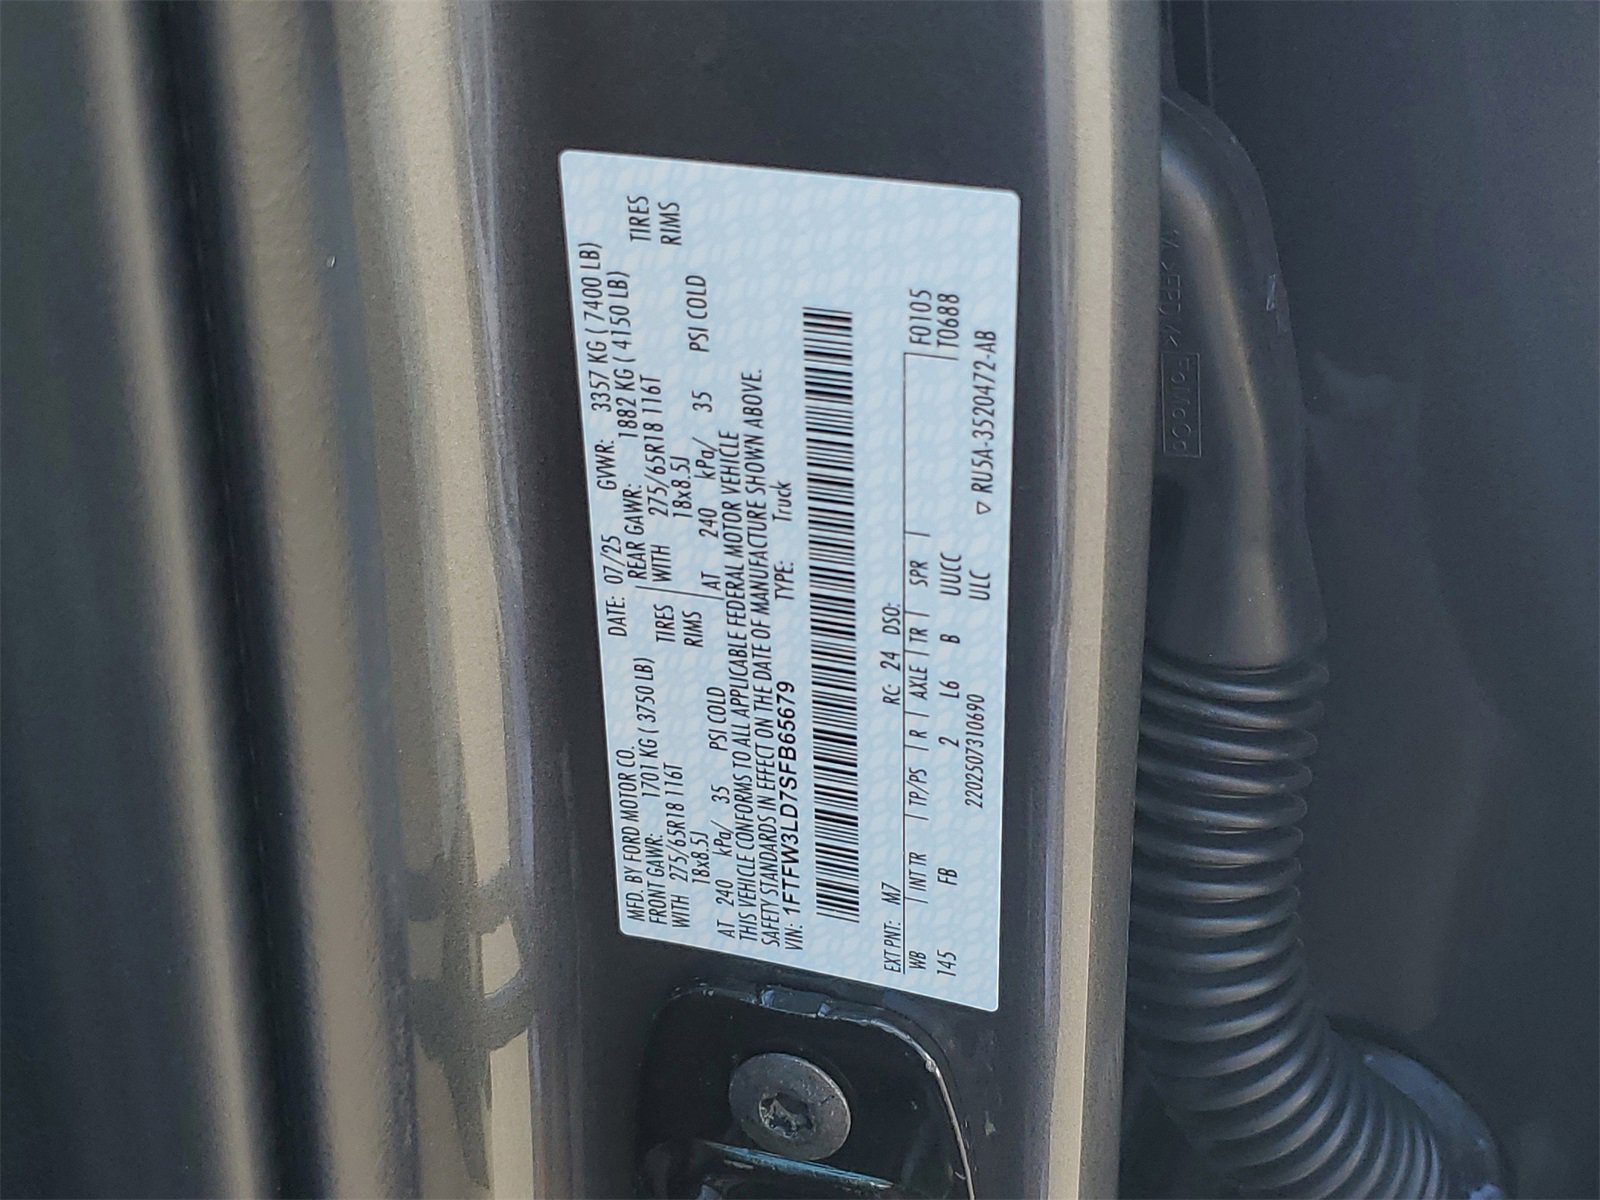 MFD. BY FORD MOTOR CO.
DATE: 07/25 GVWR: 3357 KG ( 7400 LB)
FRONT GAWR: 1701 KG ( 3750 LB)
REAR GAWR: 1882 KG ( 4150 LB)
WITH 275/65R18 116T TIRES
WITH 275/65R18 116T TIRES
18x8.5J RIMS
18x8.5J RIMS
AT 240 kPa/ 35 PSI COLD
AT 240 kPa/ 35 PSI COLD
THIS VEHICLE CONFORMS TO ALL APPLICABLE FEDERAL MOTOR VEHICLE
SAFETY STANDARDS IN EFFECT ON THE DATE OF MANUFACTURE SHOWN ABOVE.
VIN: 1FTFW3LD7SFB65679 TYPE: Truck
EXT PNT: M7 RC: 24 DSO:
WB | INT TR | TP/PS | R | AXLE | TR | SPR | F0105
145 FB 2 L6 B UUCC T0688
2202507310690 ULC ▽ RU5A-3520472-AB